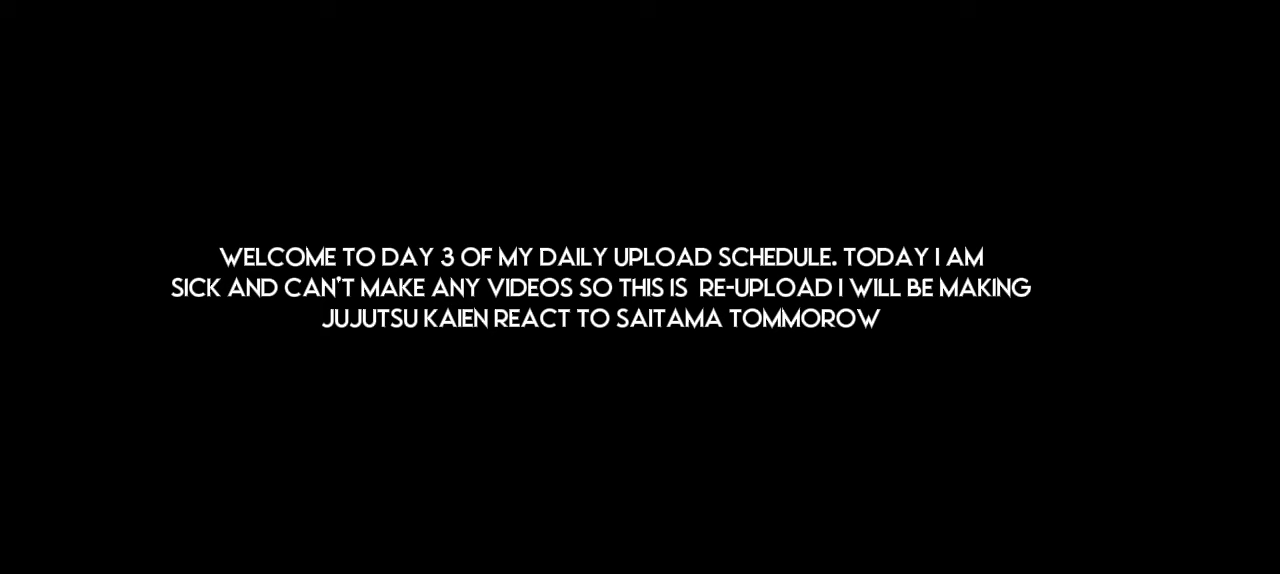 WELCOME TO DAY 3 OF MY DAILY UPLOAD SCHEDULE. TODAY I AM
SICK AND CAN'T MAKE ANY VIDEOS SO THIS IS  RE-UPLOAD I WILL BE MAKING
JUJUTSU KAIEN REACT TO SAITAMA TOMMOROW